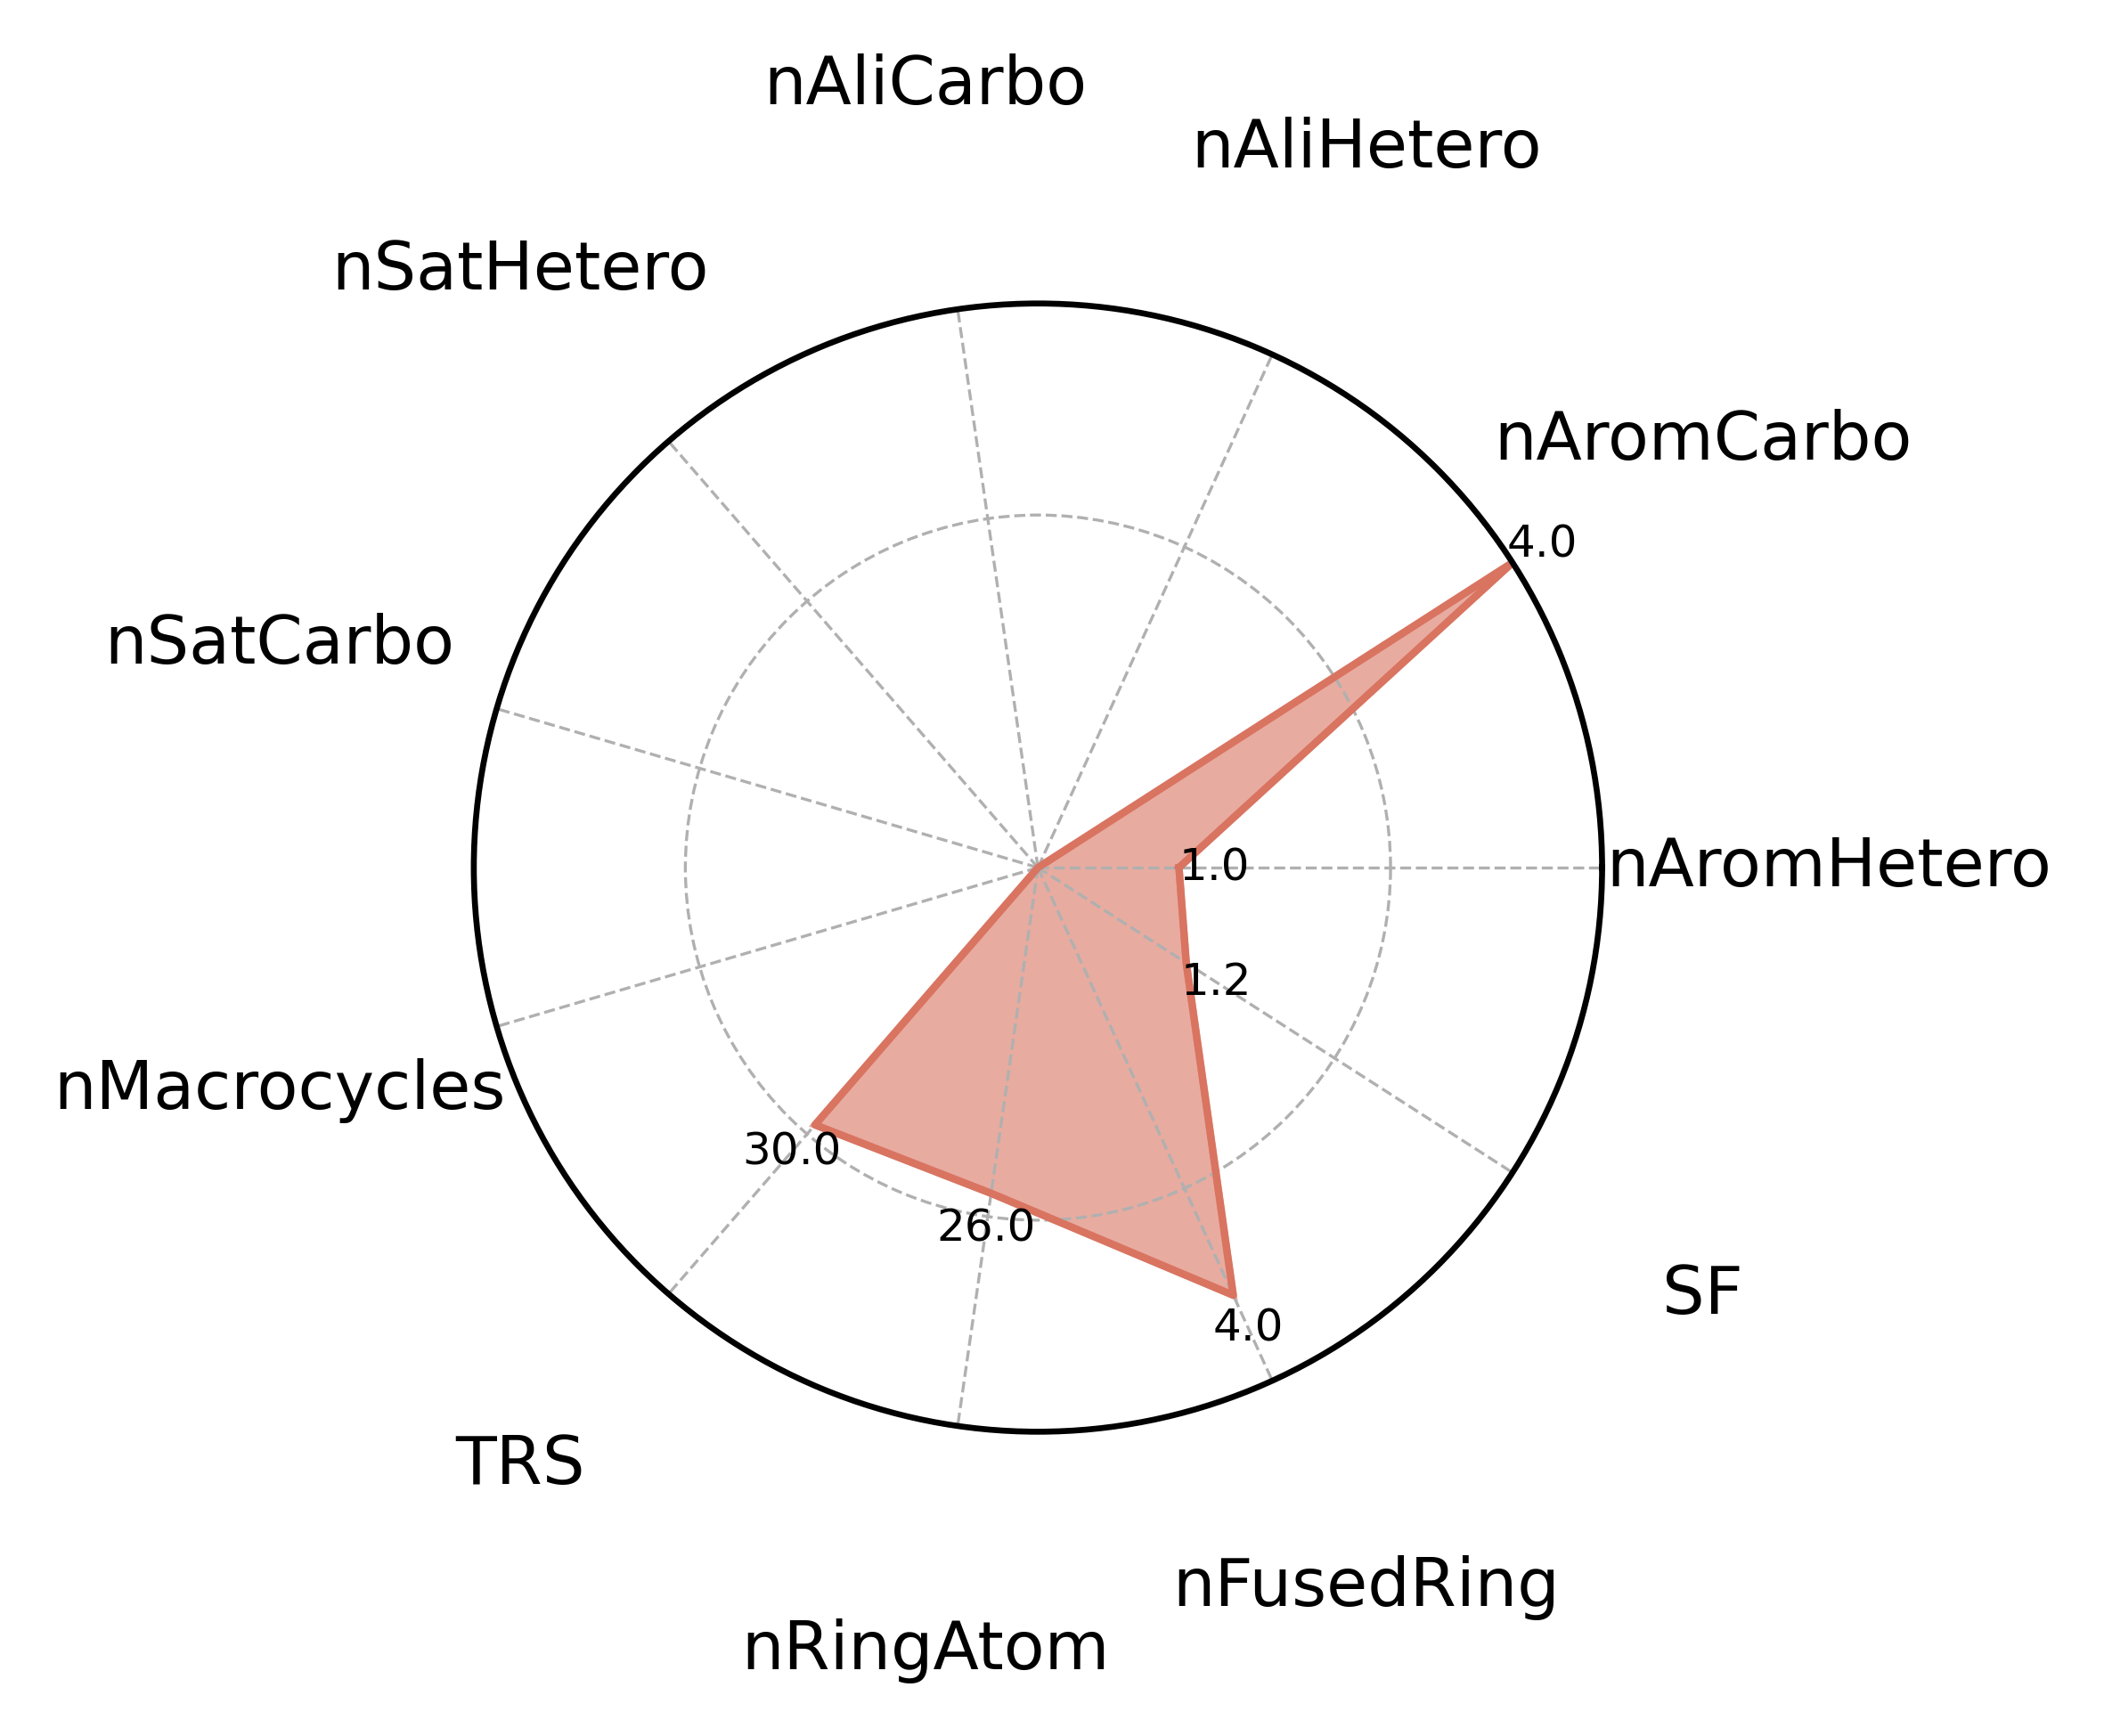 nAliCarbo
nAliHetero
nSatHetero
nAromCarbo
4.0
nSatCarbo
1.0
nAromHetero
1.2
nMacrocycles
30.0
26.0
4.0
SF
TRS
nFusedRing
nRingAtom